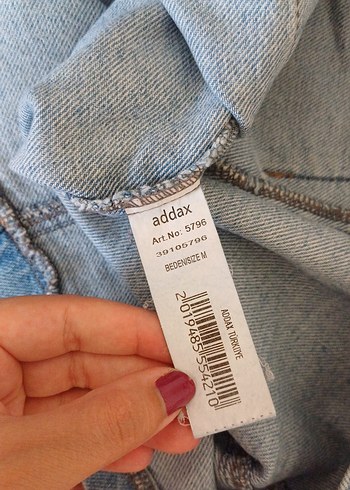 addax
Art.No: 5796
39105796
BEDEN/SIZE M
ADDAX TÜRKİYE
2019485554210